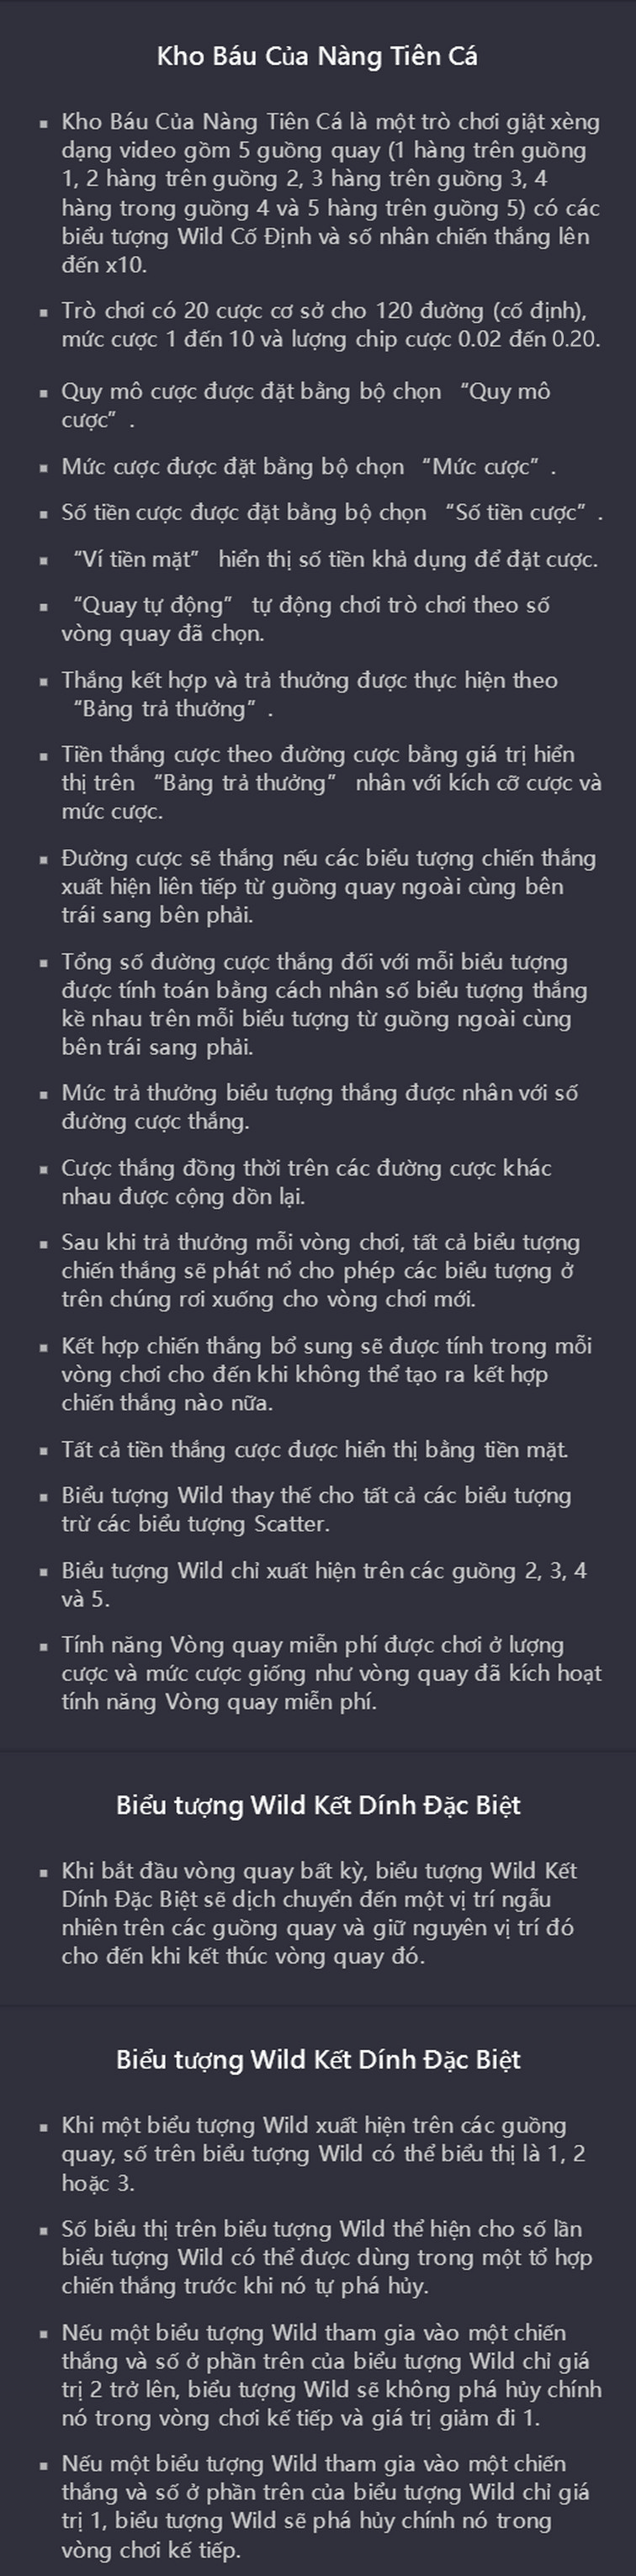 Kho Báu Của Nàng Tiên Cá
▪ Kho Báu Của Nàng Tiên Cá là một trò chơi giật xèng
dạng video gồm 5 guồng quay (1 hàng trên guồng
1, 2 hàng trên guồng 2, 3 hàng trên guồng 3, 4
hàng trong guồng 4 và 5 hàng trên guồng 5) có các
biểu tượng Wild Cố Định và số nhân chiến thắng lên
đến x10.
▪ Trò chơi có 20 cược cơ sở cho 120 đường (cố định),
mức cược 1 đến 10 và lượng chip cược 0.02 đến 0.20.
▪ Quy mô cược được đặt bằng bộ chọn “Quy mô
cược” .
▪ Mức cược được đặt bằng bộ chọn “Mức cược” .
▪ Số tiền cược được đặt bằng bộ chọn “Số tiền cược” .
▪ “Ví tiền mặt” hiển thị số tiền khả dụng để đặt cược.
▪ “Quay tự động” tự động chơi trò chơi theo số
vòng quay đã chọn.
▪ Thắng kết hợp và trả thưởng được thực hiện theo
“Bảng trả thưởng” .
▪ Tiền thắng cược theo đường cược bằng giá trị hiển
thị trên “Bảng trả thưởng” nhân với kích cỡ cược và
mức cược.
▪ Đường cược sẽ thắng nếu các biểu tượng chiến thắng
xuất hiện liên tiếp từ guồng quay ngoài cùng bên
trái sang bên phải.
▪ Tổng số đường cược thắng đối với mỗi biểu tượng
được tính toán bằng cách nhân số biểu tượng thắng
kề nhau trên mỗi biểu tượng từ guồng ngoài cùng
bên trái sang phải.
▪ Mức trả thưởng biểu tượng thắng được nhân với số
đường cược thắng.
▪ Cược thắng đồng thời trên các đường cược khác
nhau được cộng dồn lại.
▪ Sau khi trả thưởng mỗi vòng chơi, tất cả biểu tượng
chiến thắng sẽ phát nổ cho phép các biểu tượng ở
trên chúng rơi xuống cho vòng chơi mới.
▪ Kết hợp chiến thắng bổ sung sẽ được tính trong mỗi
vòng chơi cho đến khi không thể tạo ra kết hợp
chiến thắng nào nữa.
▪ Tất cả tiền thắng cược được hiển thị bằng tiền mặt.
▪ Biểu tượng Wild thay thế cho tất cả các biểu tượng
trừ các biểu tượng Scatter.
▪ Biểu tượng Wild chỉ xuất hiện trên các guồng 2, 3, 4
và 5.
▪ Tính năng Vòng quay miễn phí được chơi ở lượng
cược và mức cược giống như vòng quay đã kích hoạt
tính năng Vòng quay miễn phí.
Biểu tượng Wild Kết Dính Đặc Biệt
▪ Khi bắt đầu vòng quay bất kỳ, biểu tượng Wild Kết
Dính Đặc Biệt sẽ dịch chuyển đến một vị trí ngẫu
nhiên trên các guồng quay và giữ nguyên vị trí đó
cho đến khi kết thúc vòng quay đó.
Biểu tượng Wild Kết Dính Đặc Biệt
▪ Khi một biểu tượng Wild xuất hiện trên các guồng
quay, số trên biểu tượng Wild có thể biểu thị là 1, 2
hoặc 3.
▪ Số biểu thị trên biểu tượng Wild thể hiện cho số lần
biểu tượng Wild có thể được dùng trong một tổ hợp
chiến thắng trước khi nó tự phá hủy.
▪ Nếu một biểu tượng Wild tham gia vào một chiến
thắng và số ở phần trên của biểu tượng Wild chỉ giá
trị 2 trở lên, biểu tượng Wild sẽ không phá hủy chính
nó trong vòng chơi kế tiếp và giá trị giảm đi 1.
▪ Nếu một biểu tượng Wild tham gia vào một chiến
thắng và số ở phần trên của biểu tượng Wild chỉ giá
trị 1, biểu tượng Wild sẽ phá hủy chính nó trong
vòng chơi kế tiếp.